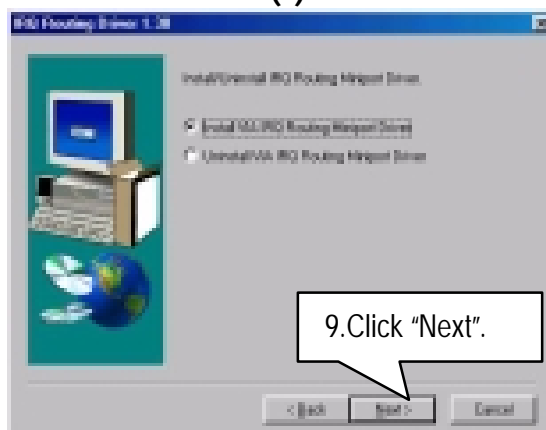 (-)
IRQ Routing Driver 1.30
Install/Uninstall IRQ Routing Miniport Driver.
Install VIA IRQ Routing Miniport Driver
Uninstall VIA IRQ Routing Miniport Driver
9.Click “Next”.
< Back
Next >
Cancel